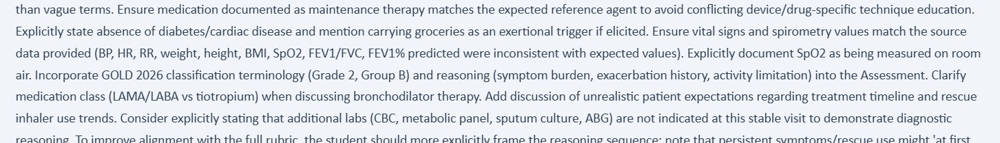 than vague terms. Ensure medication documented as maintenance therapy matches the expected reference agent to avoid conflicting device/drug-specific technique education.
Explicitly state absence of diabetes/cardiac disease and mention carrying groceries as an exertional trigger if elicited. Ensure vital signs and spirometry values match the source
data provided (BP, HR, RR, weight, height, BMI, SpO2, FEV1/FVC, FEV1% predicted were inconsistent with expected values). Explicitly document SpO2 as being measured on room
air. Incorporate GOLD 2026 classification terminology (Grade 2, Group B) and reasoning (symptom burden, exacerbation history, activity limitation) into the Assessment. Clarify
medication class (LAMA/LABA vs tiotropium) when discussing bronchodilator therapy. Add discussion of unrealistic patient expectations regarding treatment timeline and rescue
inhaler use trends. Consider explicitly stating that additional labs (CBC, metabolic panel, sputum culture, ABG) are not indicated at this stable visit to demonstrate diagnostic
reasoning. To improve alignment with the full rubric, the student should more explicitly frame the reasoning sequence: note that persistent symptoms/rescue use might 'at first